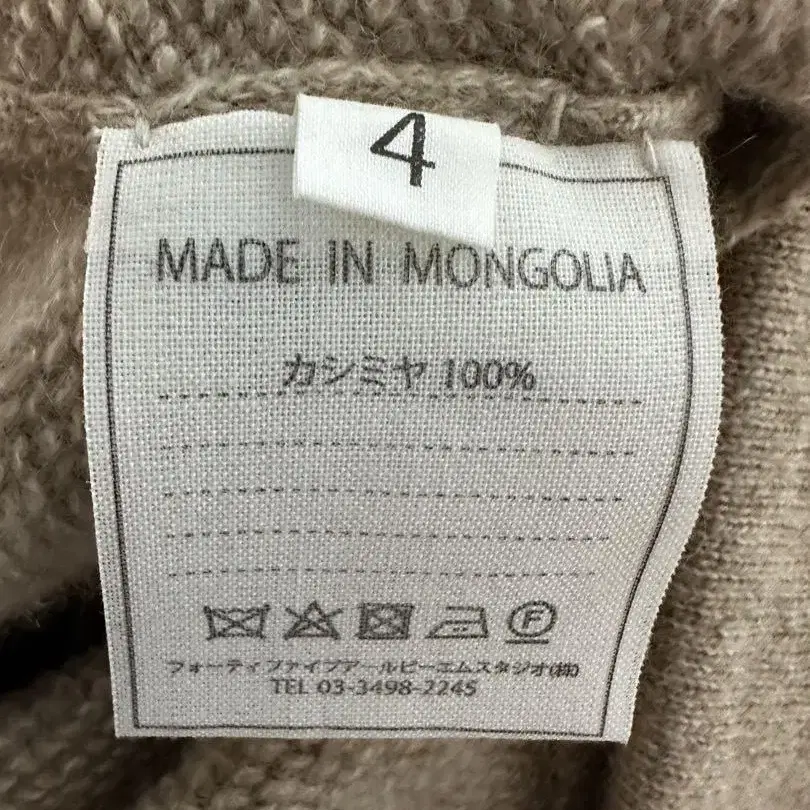 4
MADE IN MONGOLIA
カシミヤ 100%
F
フォーティファイブアールピーエムスタジオ(株)
TEL 03-3498-2245